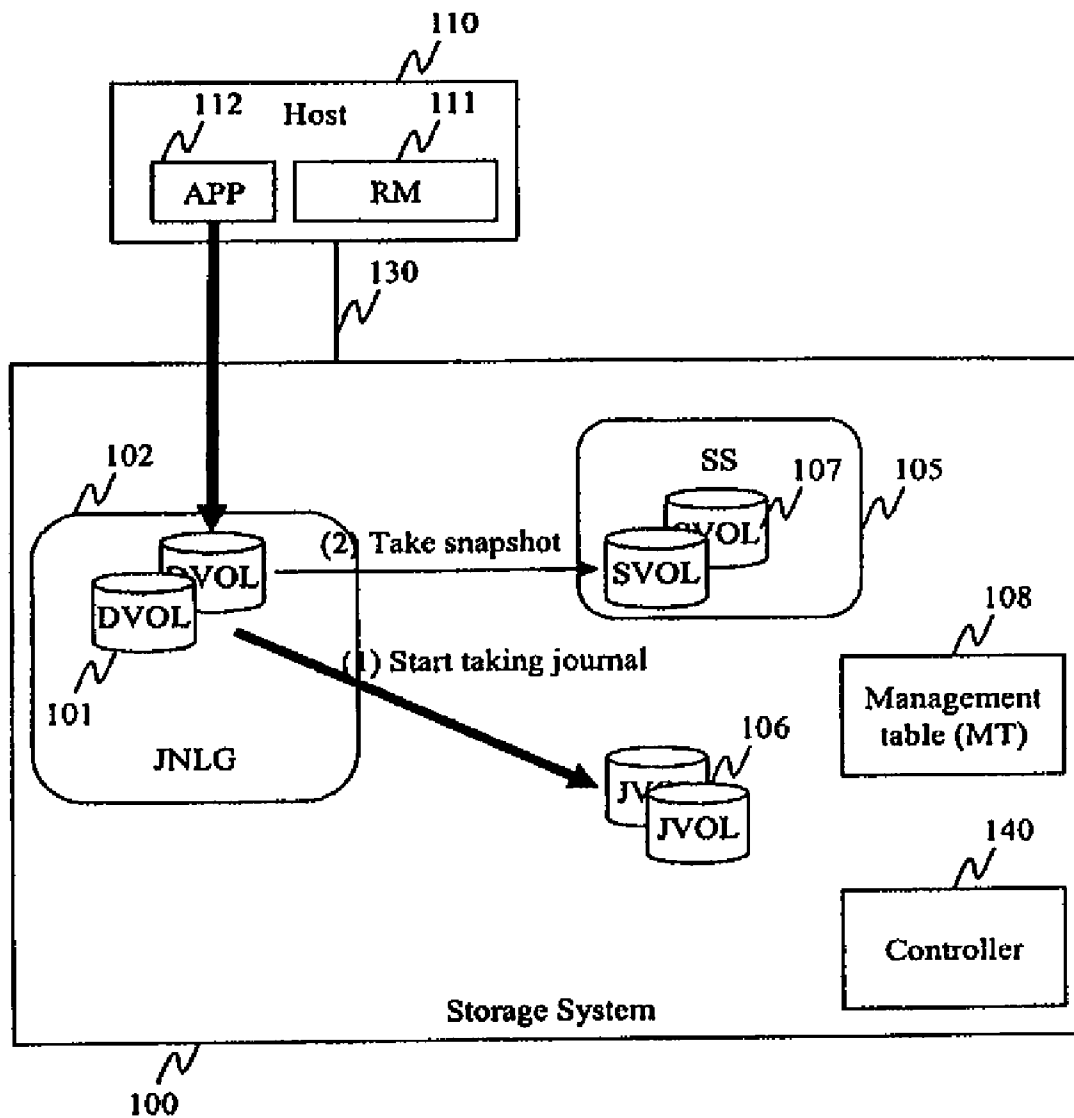 110
112
Host
111
APP
RM
130
102
SS
107
105
SVOL
DVOL
(2) Take snapshot
SVOL
DVOL
108
(1) Start taking journal
101
Management
table (MT)
JNLG
106
JVOL
140
Controller
Storage System
100